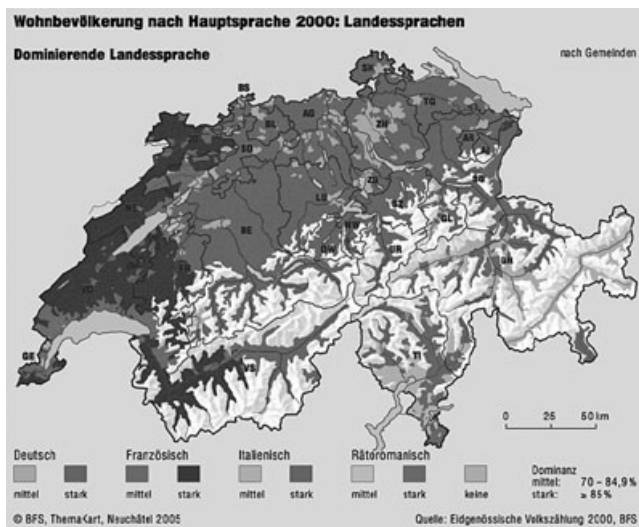 Wohnbevölkerung nach Hauptsprache 2000: Landessprachen
Dominierende Landessprache
nach Gemeinden
SH
BS
BL
AG
TG
ZH
SO
AR
AI
ZG
SG
LU
SZ
NW
GL
BE
OW
UR
GR
FR
VD
GE
VS
TI
0 25 50 km
Deutsch Französisch Italienisch Rätoromanisch
mittel stark mittel stark mittel stark mittel stark keine
Dominanz
mittel: 70 – 84,9%
stark: ≥ 85%
© BFS, ThemaKart, Neuchâtel 2005
Quelle: Eidgenössische Volkszählung 2000, BFS